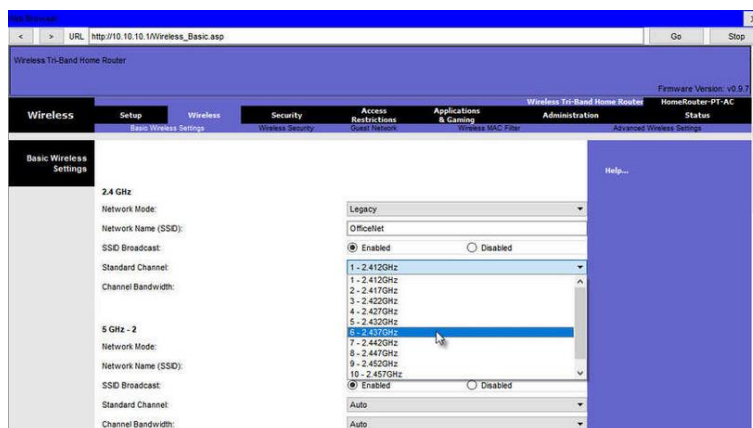 Web Browser
< > URL http://10.10.10.1/Wireless_Basic.asp Go Stop
Wireless Tri-Band Home Router
Firmware Version: v0.9.7
Wireless Tri-Band Home Router HomeRouter-PT-AC
Wireless Setup Wireless Security Access Restrictions Applications & Gaming Administration Status
Basic Wireless Settings Wireless Security Guest Network Wireless MAC Filter Advanced Wireless Settings
Basic Wireless
Settings
Help...
2.4 GHz
Network Mode: Legacy
Network Name (SSID): OfficeNet
SSID Broadcast: Enabled Disabled
Standard Channel: 1 - 2.412GHz
Channel Bandwidth:
1 - 2.412GHz
2 - 2.417GHz
3 - 2.422GHz
4 - 2.427GHz
5 - 2.432GHz
6 - 2.437GHz
7 - 2.442GHz
8 - 2.447GHz
9 - 2.452GHz
10 - 2.457GHz
5 GHz - 2
Network Mode:
Network Name (SSID):
SSID Broadcast: Enabled Disabled
Standard Channel: Auto
Channel Bandwidth: Auto